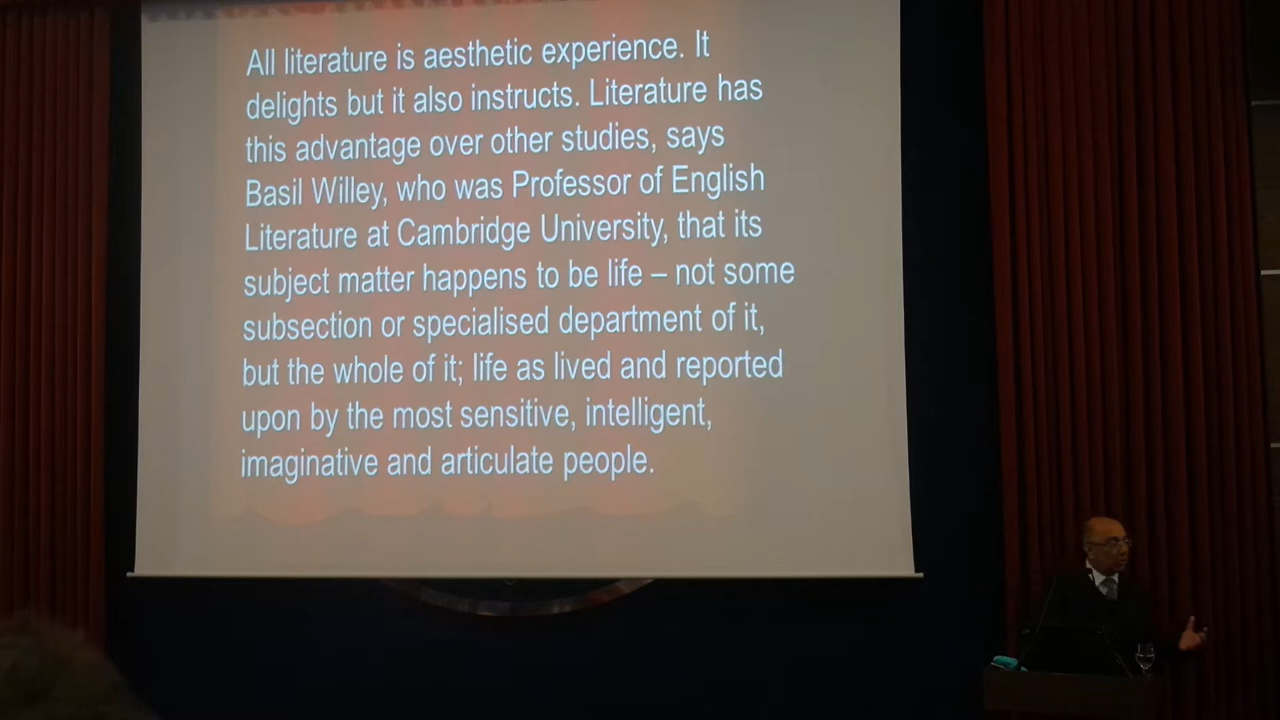 All literature is aesthetic experience. It
delights but it also instructs. Literature has
this advantage over other studies, says
Basil Willey, who was Professor of English
Literature at Cambridge University, that its
subject matter happens to be life – not some
subsection or specialised department of it,
but the whole of it; life as lived and reported
upon by the most sensitive, intelligent,
imaginative and articulate people.